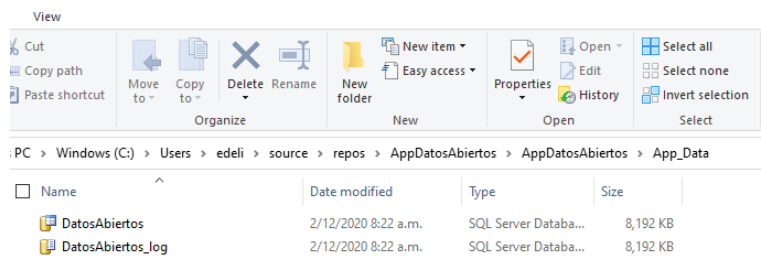 View
Cut
Copy path
Paste shortcut
Move to
Copy to
Delete
Rename
Organize
New folder
New item
Easy access
New
Properties
Open
Edit
History
Open
Select all
Select none
Invert selection
Select
PC > Windows (C:) > Users > edeli > source > repos > AppDatosAbiertos > AppDatosAbiertos > App_Data
Name Date modified Type Size
DatosAbiertos 2/12/2020 8:22 a.m. SQL Server Databa... 8,192 KB
DatosAbiertos_log 2/12/2020 8:22 a.m. SQL Server Databa... 8,192 KB